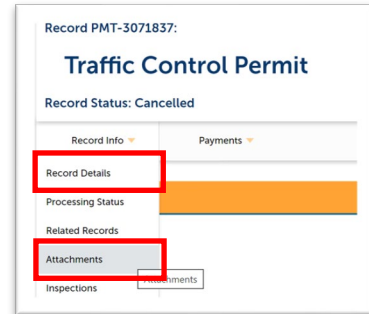 Record PMT-3071837:
Traffic Control Permit
Record Status: Cancelled
Record Info Payments
Record Details
Processing Status
Related Records
Attachments
Attachments
Inspections